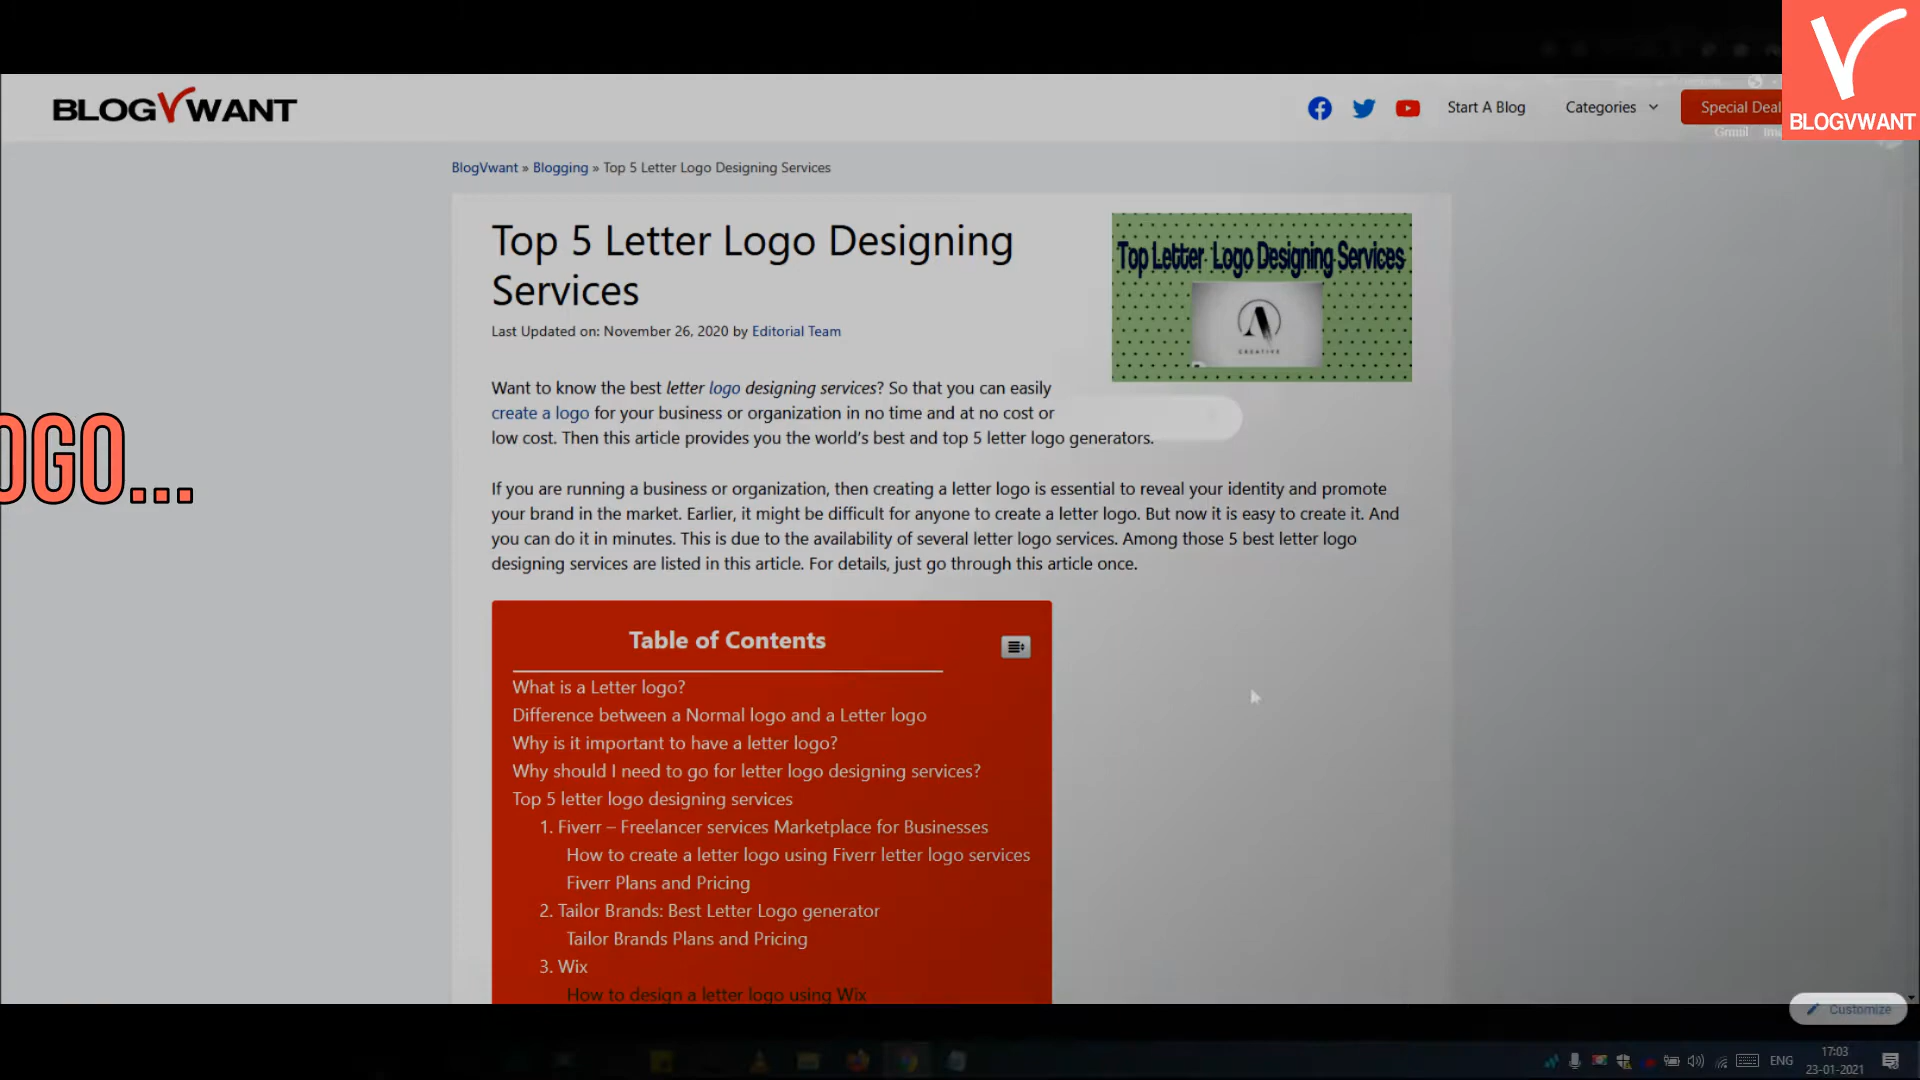 BLOGVWANT
Start A Blog
Categories
Special Deal
BLOGVWANT
Gmail
BlogVwant » Blogging » Top 5 Letter Logo Designing Services
Top 5 Letter Logo Designing
Services
Last Updated on: November 26, 2020 by Editorial Team
Top Letter Logo Designing Services
A
CREATIVE
Want to know the best letter logo designing services? So that you can easily
create a logo for your business or organization in no time and at no cost or
low cost. Then this article provides you the world's best and top 5 letter logo generators.
OGO...
If you are running a business or organization, then creating a letter logo is essential to reveal your identity and promote
your brand in the market. Earlier, it might be difficult for anyone to create a letter logo. But now it is easy to create it. And
you can do it in minutes. This is due to the availability of several letter logo services. Among those 5 best letter logo
designing services are listed in this article. For details, just go through this article once.
Table of Contents
What is a Letter logo?
Difference between a Normal logo and a Letter logo
Why is it important to have a letter logo?
Why should I need to go for letter logo designing services?
Top 5 letter logo designing services
1. Fiverr – Freelancer services Marketplace for Businesses
How to create a letter logo using Fiverr letter logo services
Fiverr Plans and Pricing
2. Tailor Brands: Best Letter Logo generator
Tailor Brands Plans and Pricing
3. Wix
How to design a letter logo using Wix
Customize
ENG
17:03
23-01-2021